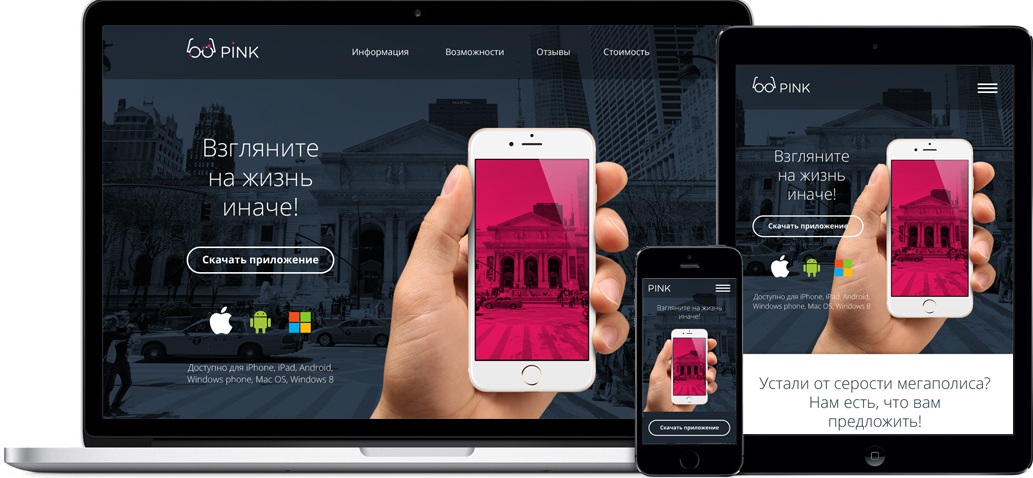 PINK
Информация
Возможности
Отзывы
Стоимость
Взгляните
на жизнь
иначе!
Скачать приложение
Доступно для iPhone, iPad, Android,
Windows phone, Mac OS, Windows 8
PINK
Взгляните на жизнь
иначе!
Скачать приложение
PINK
Взгляните
на жизнь
иначе!
Скачать приложение
Доступно для iPhone, iPad, Android,
Windows phone, Mac OS, Windows 8
Устали от серости мегаполиса?
Нам есть, что вам
предложить!